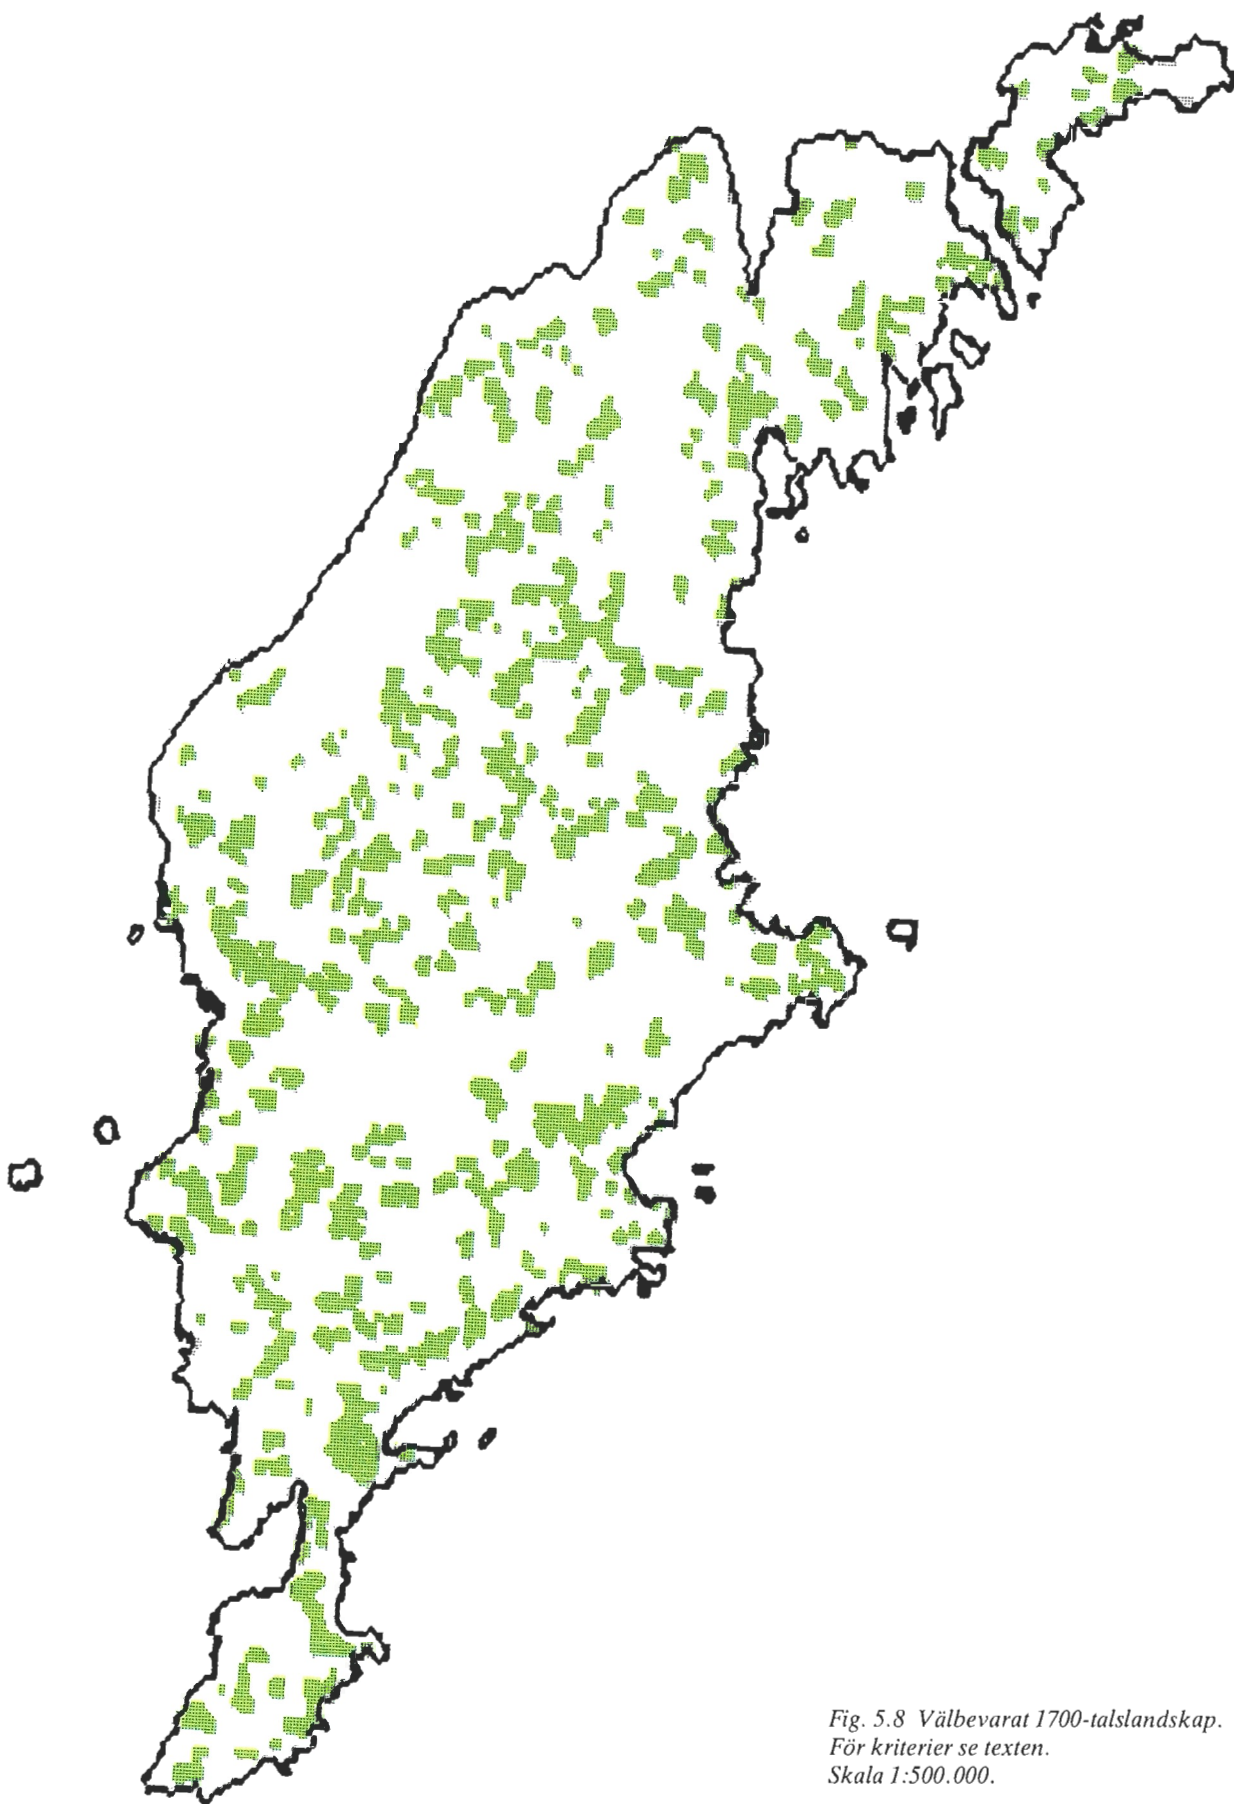 Fig. 5.8 Välbevarat 1700-talslandskap.
För kriterier se texten.
Skala 1:500.000.